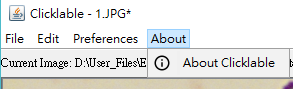 Clicklable - 1.JPG*
File Edit Preferences About
Current Image: D:\User_Files\E
About Clicklable